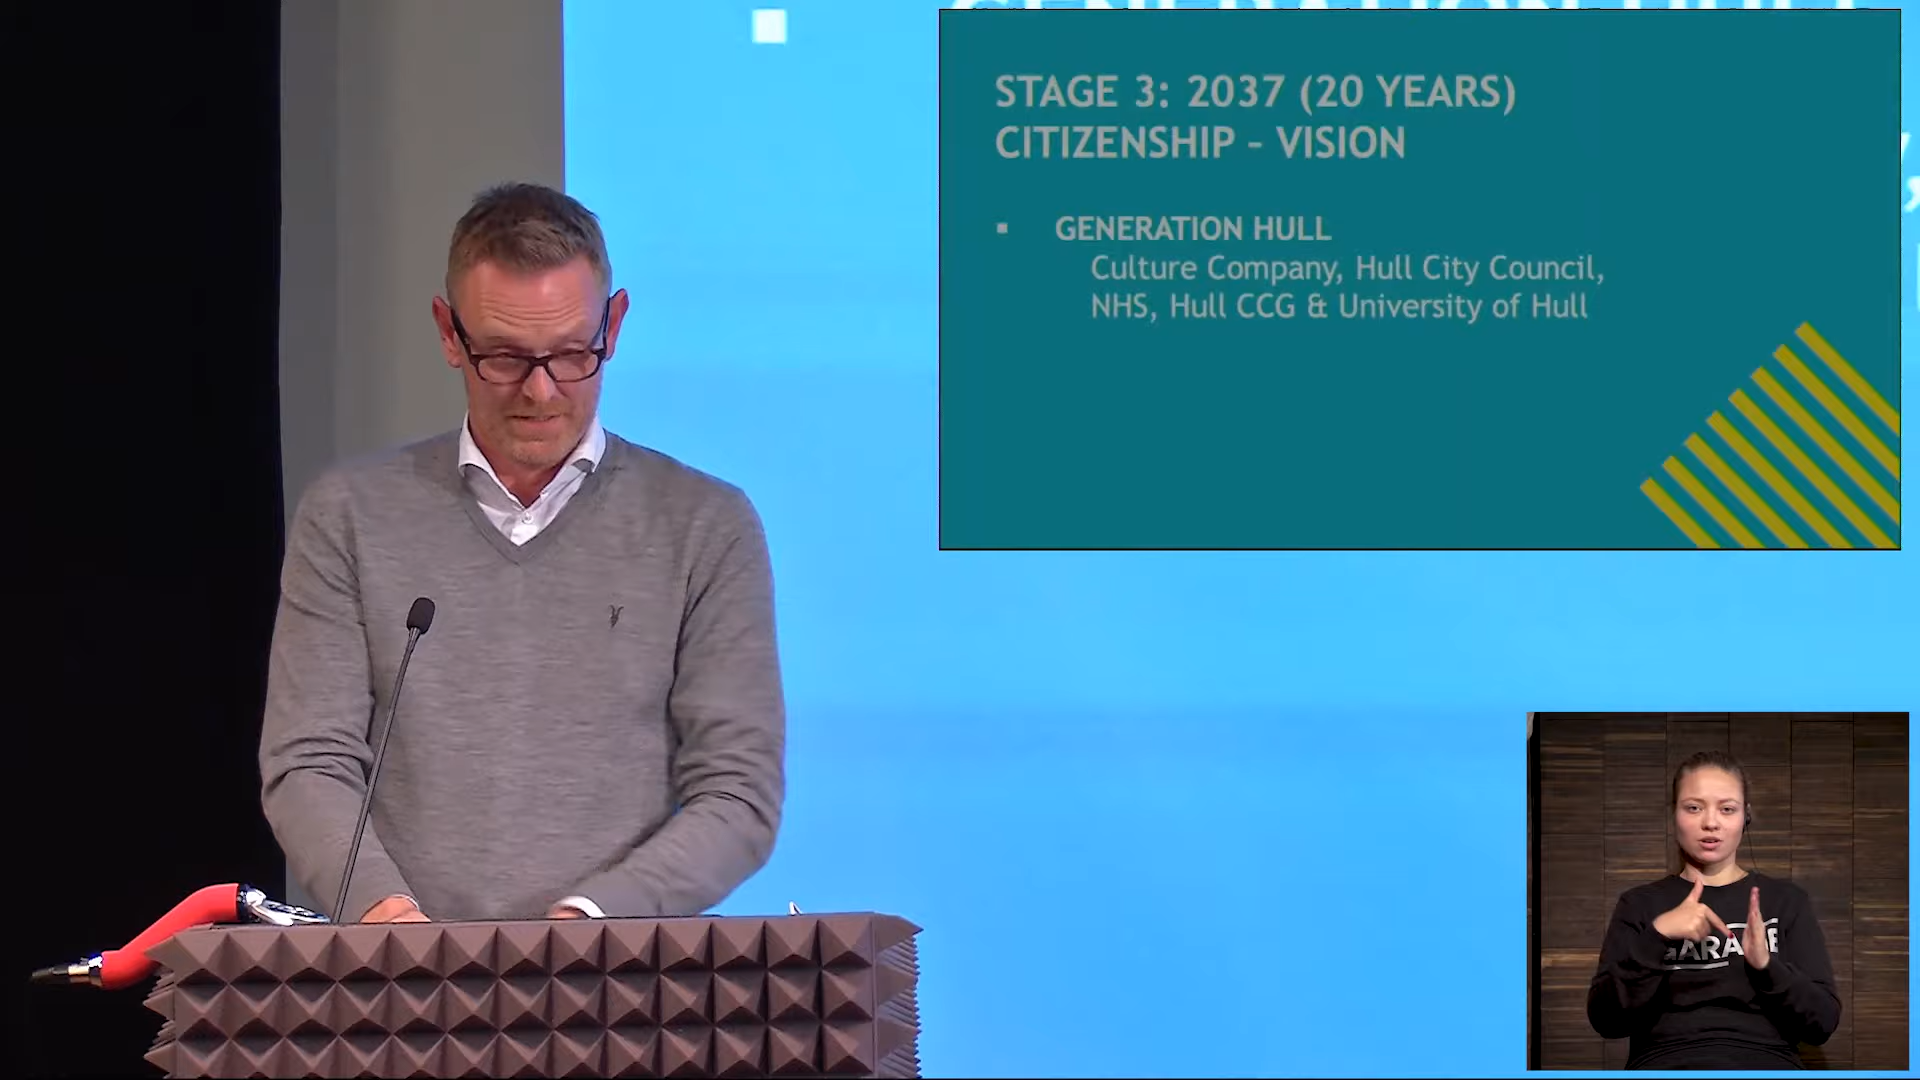 STAGE 3: 2037 (20 YEARS)
CITIZENSHIP – VISION
▪ GENERATION HULL
Culture Company, Hull City Council,
NHS, Hull CCG & University of Hull